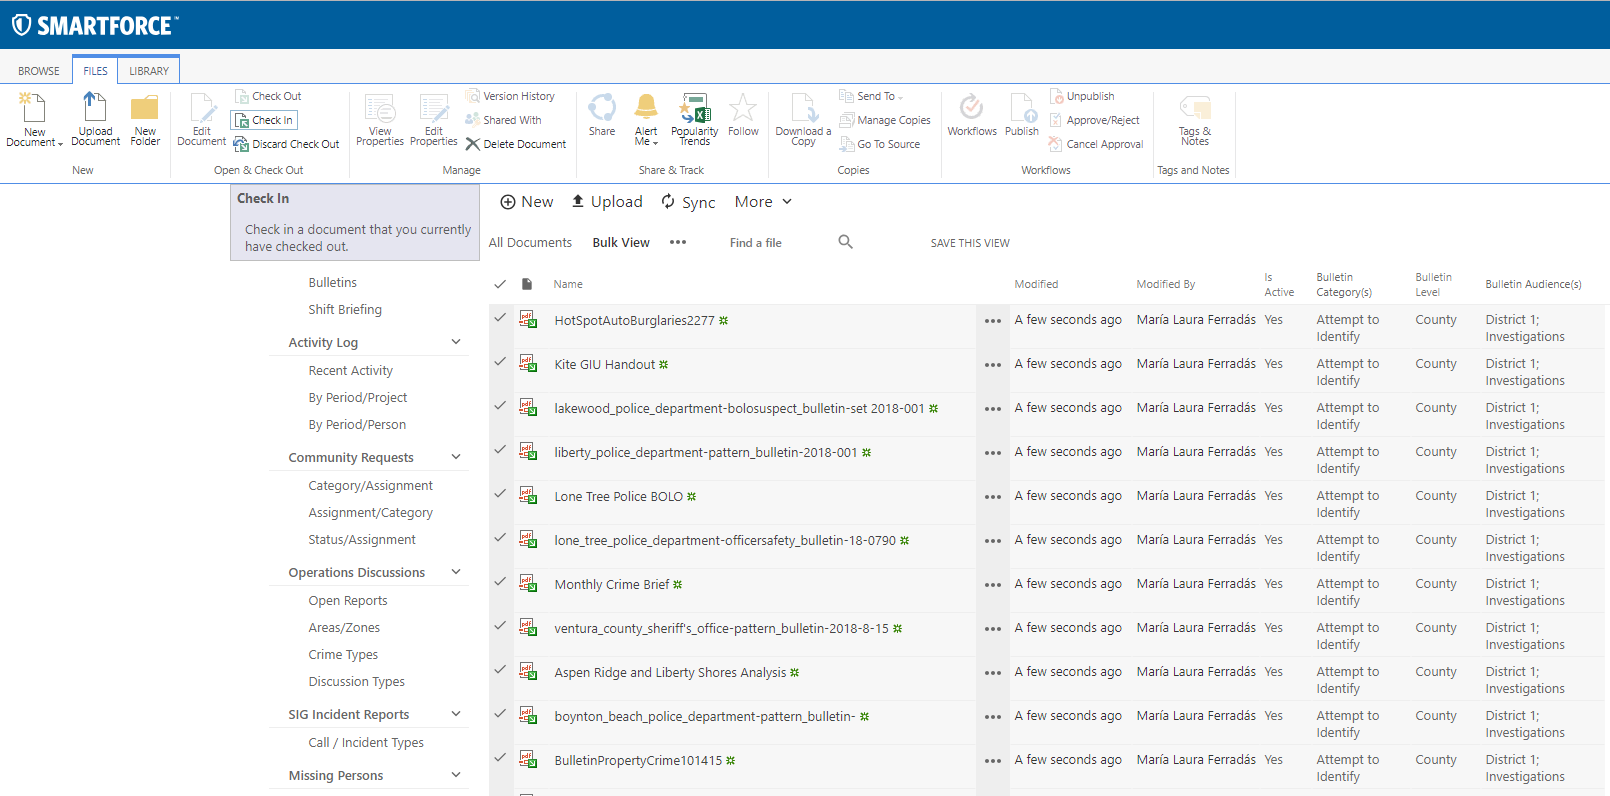 SMARTFORCE™
BROWSE FILES LIBRARY
New Document
Upload Document
New Folder
New
Edit Document
Check Out
Check In
Discard Check Out
Open & Check Out
View Properties
Edit Properties
Version History
Shared With
Delete Document
Manage
Share
Alert Me
Popularity Trends
Follow
Share & Track
Download a Copy
Send To
Manage Copies
Go To Source
Copies
Workflows
Publish
Unpublish
Approve/Reject
Cancel Approval
Workflows
Tags & Notes
Tags and Notes
Check In
Check in a document that you currently
have checked out.
Bulletins
Shift Briefing
Activity Log
Recent Activity
By Period/Project
By Period/Person
Community Requests
Category/Assignment
Assignment/Category
Status/Assignment
Operations Discussions
Open Reports
Areas/Zones
Crime Types
Discussion Types
SIG Incident Reports
Call / Incident Types
Missing Persons
New Upload Sync More
All Documents Bulk View ••• Find a file SAVE THIS VIEW
Name Modified Modified By Is Active Bulletin Category(s) Bulletin Level Bulletin Audience(s)
HotSpotAutoBurglaries2277 ••• A few seconds ago María Laura Ferradás Yes Attempt to Identify County District 1; Investigations
Kite GIU Handout ••• A few seconds ago María Laura Ferradás Yes Attempt to Identify County District 1; Investigations
lakewood_police_department-bolosuspect_bulletin-set 2018-001 ••• A few seconds ago María Laura Ferradás Yes Attempt to Identify County District 1; Investigations
liberty_police_department-pattern_bulletin-2018-001 ••• A few seconds ago María Laura Ferradás Yes Attempt to Identify County District 1; Investigations
Lone Tree Police BOLO ••• A few seconds ago María Laura Ferradás Yes Attempt to Identify County District 1; Investigations
lone_tree_police_department-officersafety_bulletin-18-0790 ••• A few seconds ago María Laura Ferradás Yes Attempt to Identify County District 1; Investigations
Monthly Crime Brief ••• A few seconds ago María Laura Ferradás Yes Attempt to Identify County District 1; Investigations
ventura_county_sheriff's_office-pattern_bulletin-2018-8-15 ••• A few seconds ago María Laura Ferradás Yes Attempt to Identify County District 1; Investigations
Aspen Ridge and Liberty Shores Analysis ••• A few seconds ago María Laura Ferradás Yes Attempt to Identify County District 1; Investigations
boynton_beach_police_department-pattern_bulletin- ••• A few seconds ago María Laura Ferradás Yes Attempt to Identify County District 1; Investigations
BulletinPropertyCrime101415 ••• A few seconds ago María Laura Ferradás Yes Attempt to Identify County District 1; Investigations